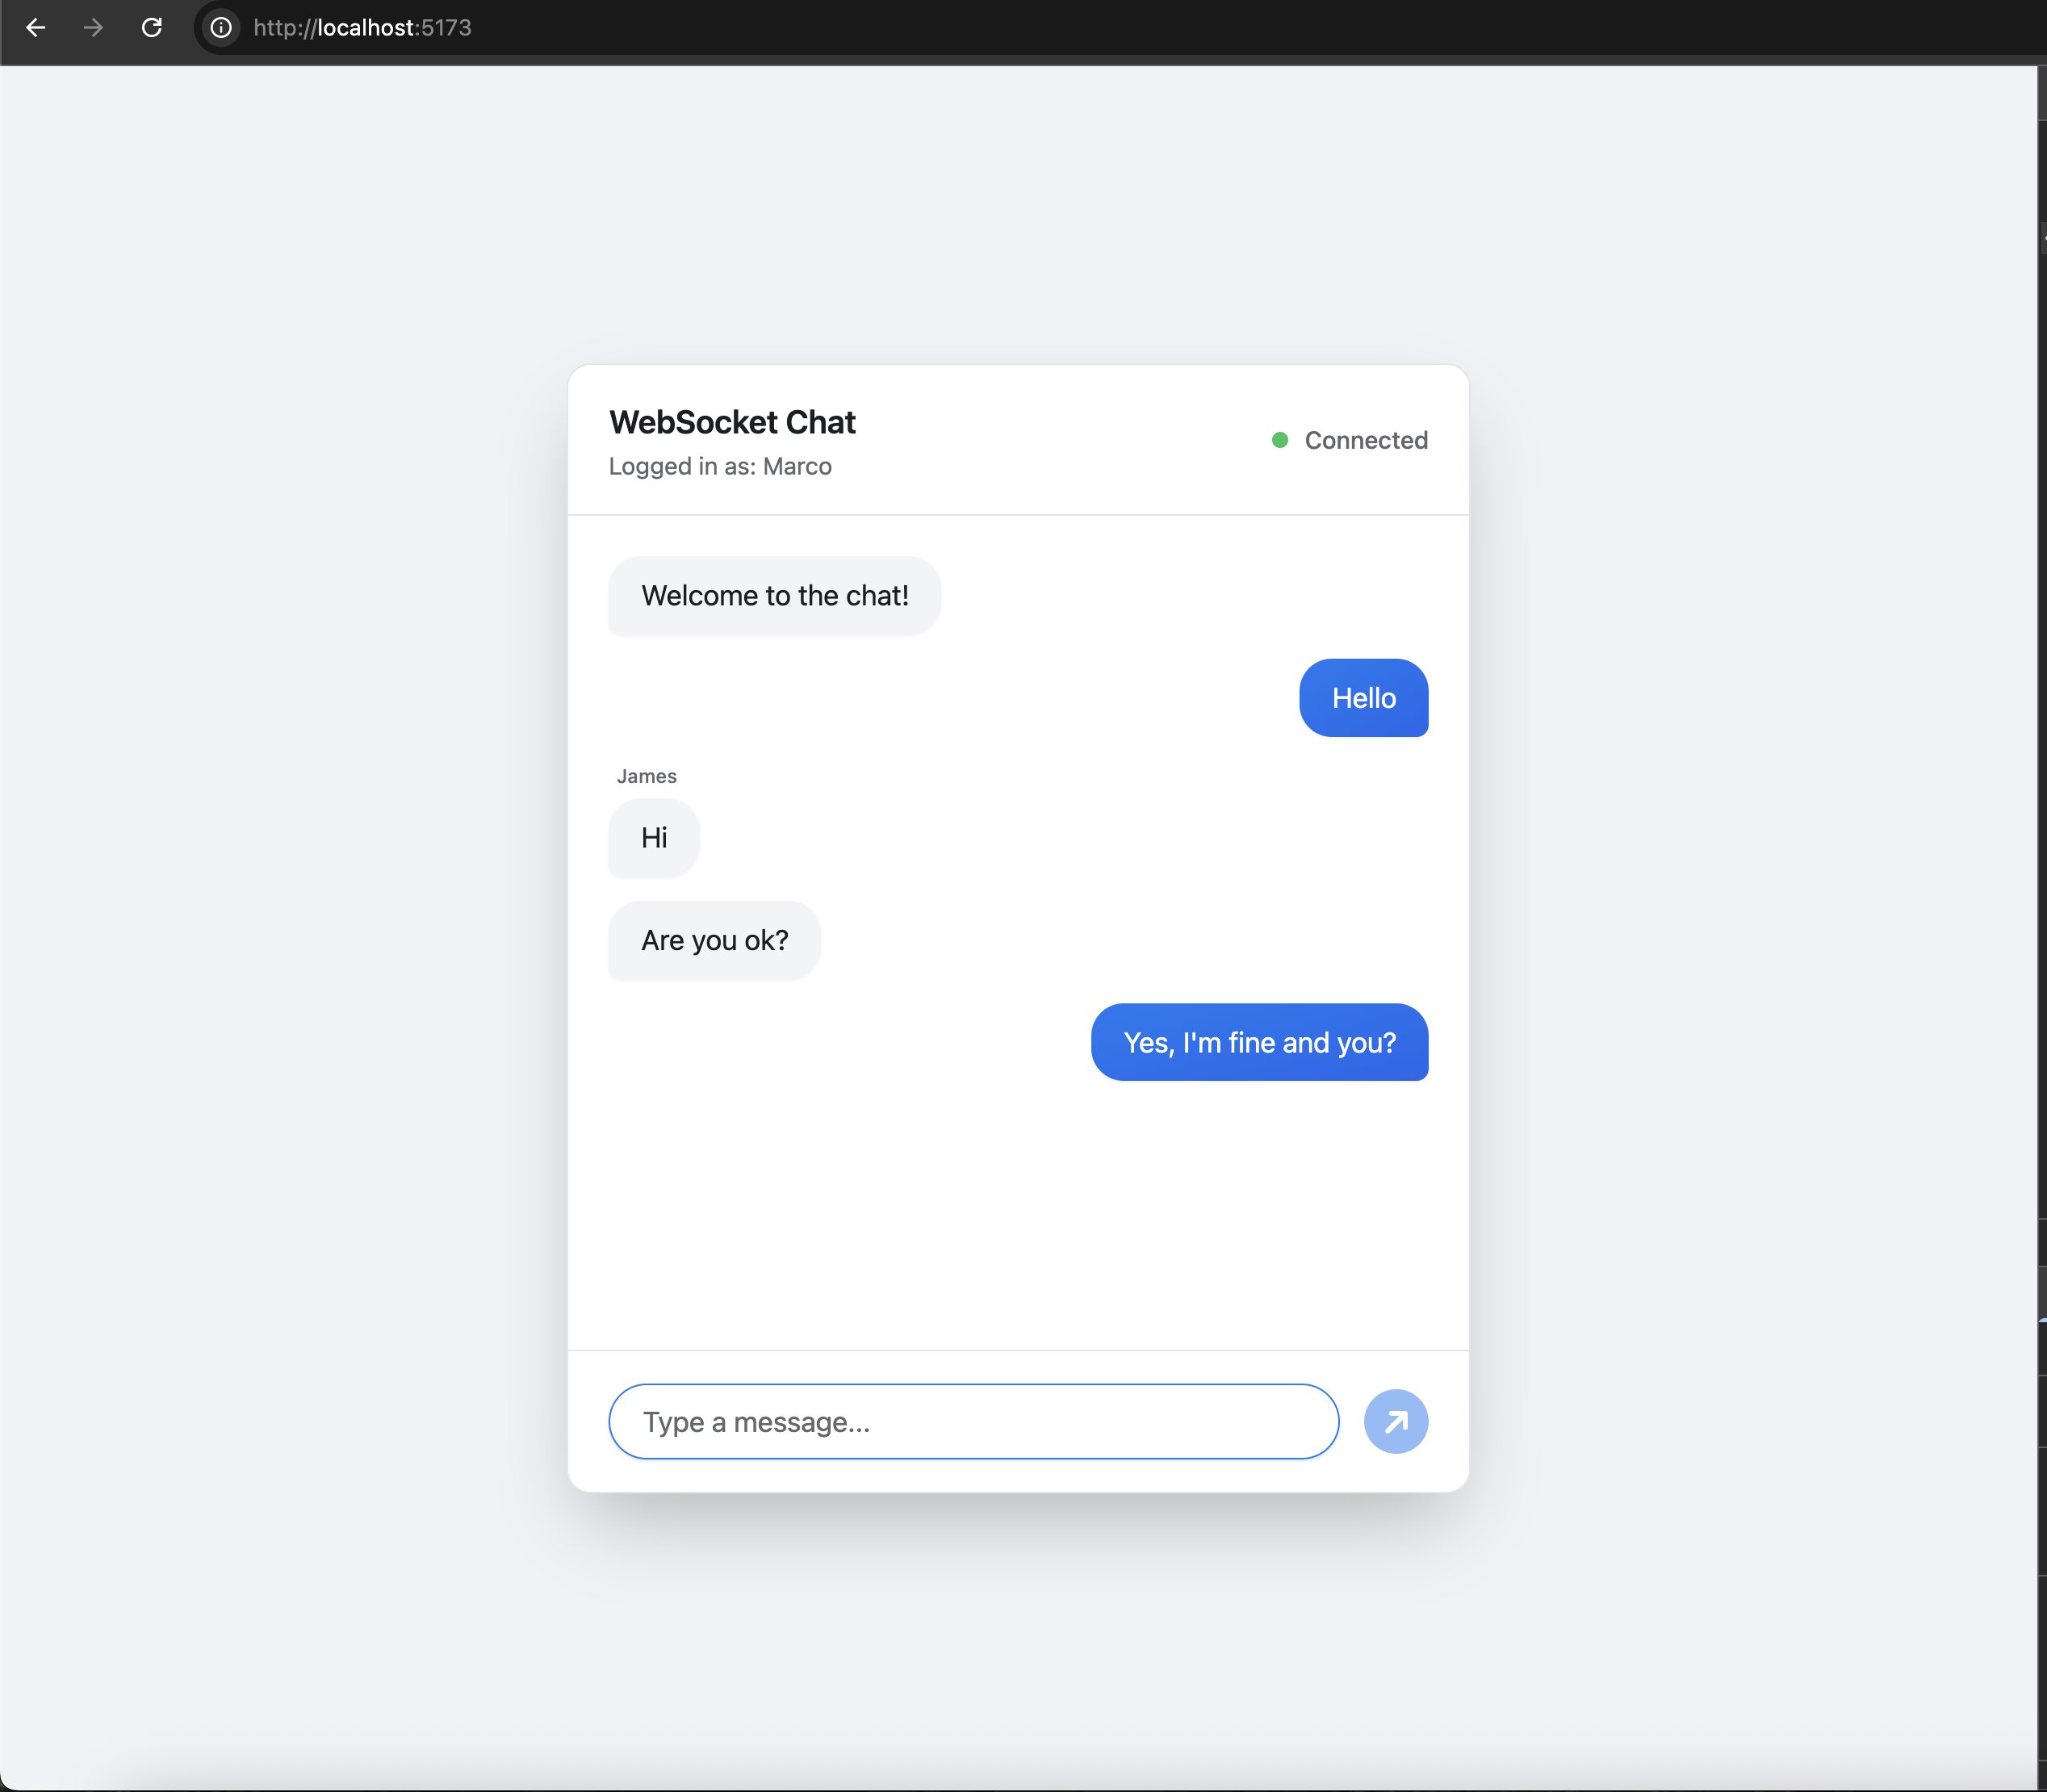 http://localhost:5173
WebSocket Chat
Logged in as: Marco
Connected
Welcome to the chat!
Hello
James
Hi
Are you ok?
Yes, I'm fine and you?
Type a message...